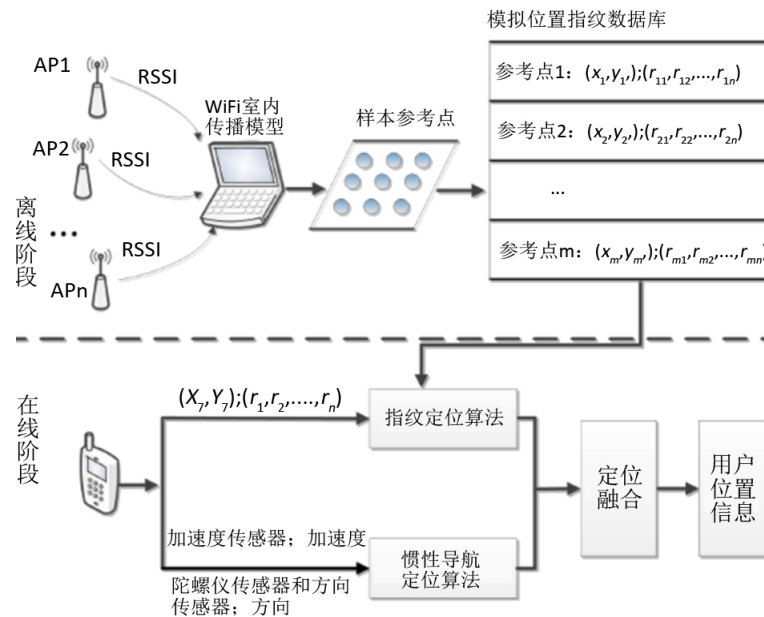 模拟位置指纹数据库
AP1
RSSI
WiFi室内
传播模型
样本参考点
参考点1：(x1,y1,);(r11,r12,...,r1n)
AP2
RSSI
参考点2：(x2,y2,);(r21,r22,...,r2n)
...
离线阶段
...
RSSI
APn
参考点m：(xm,ym,);(rm1,rm2,...,rmn)
在线阶段
(X7,Y7);(r1,r2,....,rn)
指纹定位算法
定位
融合
用户
位置
信息
加速度传感器；加速度
惯性导航
定位算法
陀螺仪传感器和方向
传感器；方向